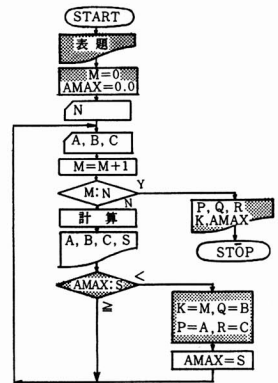 START
表題
M=0
AMAX=0.0
N
A, B, C
M=M+1
M:N
Y
N
計算
P, Q, R
K,AMAX
A, B, C, S
STOP
AMAX:S
<
≧
K=M, Q=B
P=A, R=C
AMAX=S